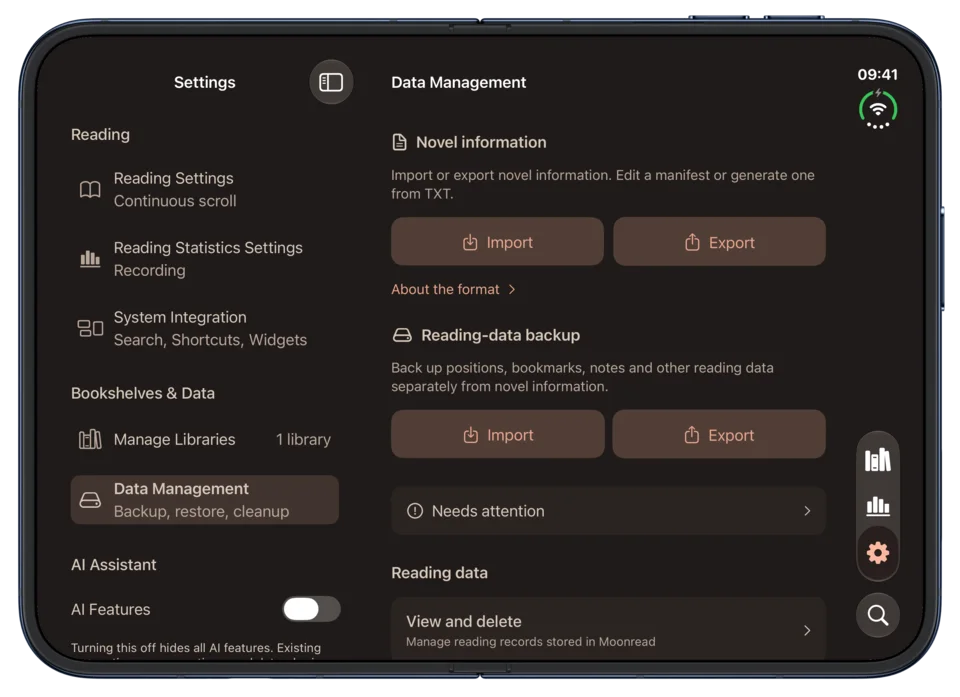 Settings
Reading
Reading Settings
Continuous scroll
Reading Statistics Settings
Recording
System Integration
Search, Shortcuts, Widgets
Bookshelves & Data
Manage Libraries 1 library
Data Management
Backup, restore, cleanup
AI Assistant
AI Features
Turning this off hides all AI features. Existing
Data Management
Novel information
Import or export novel information. Edit a manifest or generate one
from TXT.
Import Export
About the format
Reading-data backup
Back up positions, bookmarks, notes and other reading data
separately from novel information.
Import Export
Needs attention
Reading data
View and delete
Manage reading records stored in Moonread
09:41